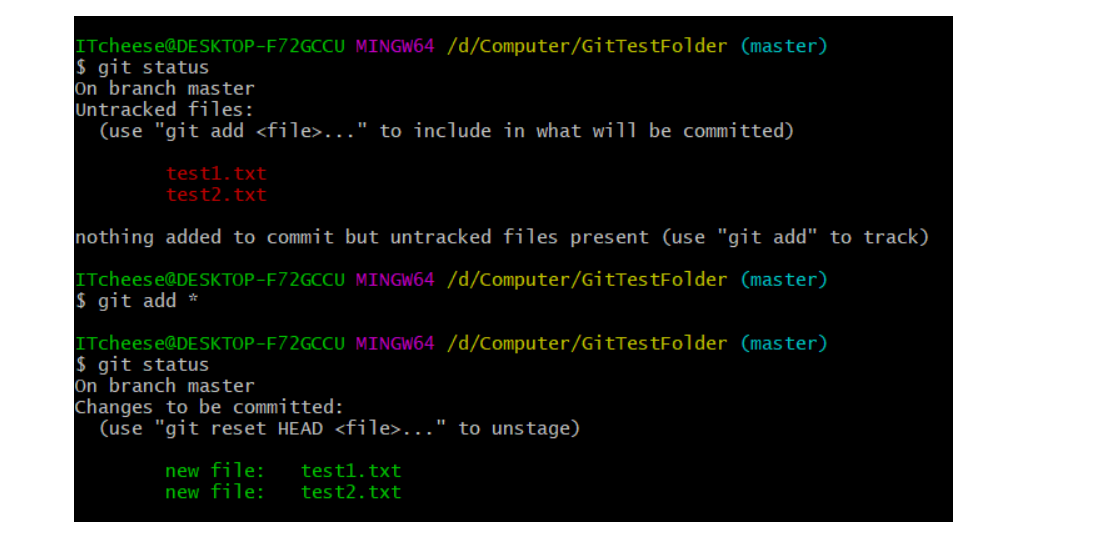 ITcheese@DESKTOP-F72GCCU MINGW64 /d/Computer/GitTestFolder (master)
$ git status
On branch master
Untracked files:
  (use "git add <file>..." to include in what will be committed)

        test1.txt
        test2.txt

nothing added to commit but untracked files present (use "git add" to track)

ITcheese@DESKTOP-F72GCCU MINGW64 /d/Computer/GitTestFolder (master)
$ git add *

ITcheese@DESKTOP-F72GCCU MINGW64 /d/Computer/GitTestFolder (master)
$ git status
On branch master
Changes to be committed:
  (use "git reset HEAD <file>..." to unstage)

        new file:   test1.txt
        new file:   test2.txt